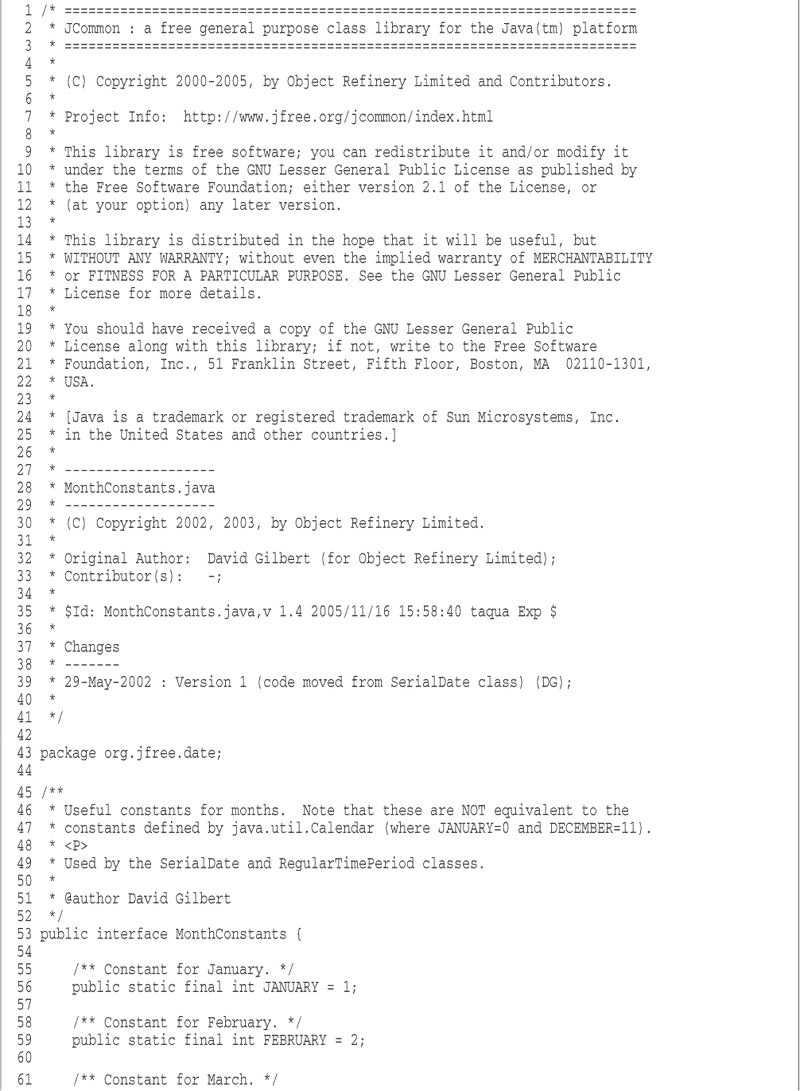 1 /* ========================================================================
2  * JCommon : a free general purpose class library for the Java(tm) platform
3  * ========================================================================
4  *
5  * (C) Copyright 2000-2005, by Object Refinery Limited and Contributors.
6  *
7  * Project Info:  http://www.jfree.org/jcommon/index.html
8  *
9  * This library is free software; you can redistribute it and/or modify it
10  * under the terms of the GNU Lesser General Public License as published by
11  * the Free Software Foundation; either version 2.1 of the License, or
12  * (at your option) any later version.
13  *
14  * This library is distributed in the hope that it will be useful, but
15  * WITHOUT ANY WARRANTY; without even the implied warranty of MERCHANTABILITY
16  * or FITNESS FOR A PARTICULAR PURPOSE. See the GNU Lesser General Public
17  * License for more details.
18  *
19  * You should have received a copy of the GNU Lesser General Public
20  * License along with this library; if not, write to the Free Software
21  * Foundation, Inc., 51 Franklin Street, Fifth Floor, Boston, MA  02110-1301,
22  * USA.
23  *
24  * [Java is a trademark or registered trademark of Sun Microsystems, Inc.
25  * in the United States and other countries.]
26  *
27  * -------------------
28  * MonthConstants.java
29  * -------------------
30  * (C) Copyright 2002, 2003, by Object Refinery Limited.
31  *
32  * Original Author:  David Gilbert (for Object Refinery Limited);
33  * Contributor(s):   -;
34  *
35  * $Id: MonthConstants.java,v 1.4 2005/11/16 15:58:40 taqua Exp $
36  *
37  * Changes
38  * -------
39  * 29-May-2002 : Version 1 (code moved from SerialDate class) (DG);
40  *
41  */
42
43 package org.jfree.date;
44
45 /**
46  * Useful constants for months.  Note that these are NOT equivalent to the
47  * constants defined by java.util.Calendar (where JANUARY=0 and DECEMBER=11).
48  * <P>
49  * Used by the SerialDate and RegularTimePeriod classes.
50  *
51  * @author David Gilbert
52  */
53 public interface MonthConstants {
54
55     /** Constant for January. */
56     public static final int JANUARY = 1;
57
58     /** Constant for February. */
59     public static final int FEBRUARY = 2;
60
61     /** Constant for March. */